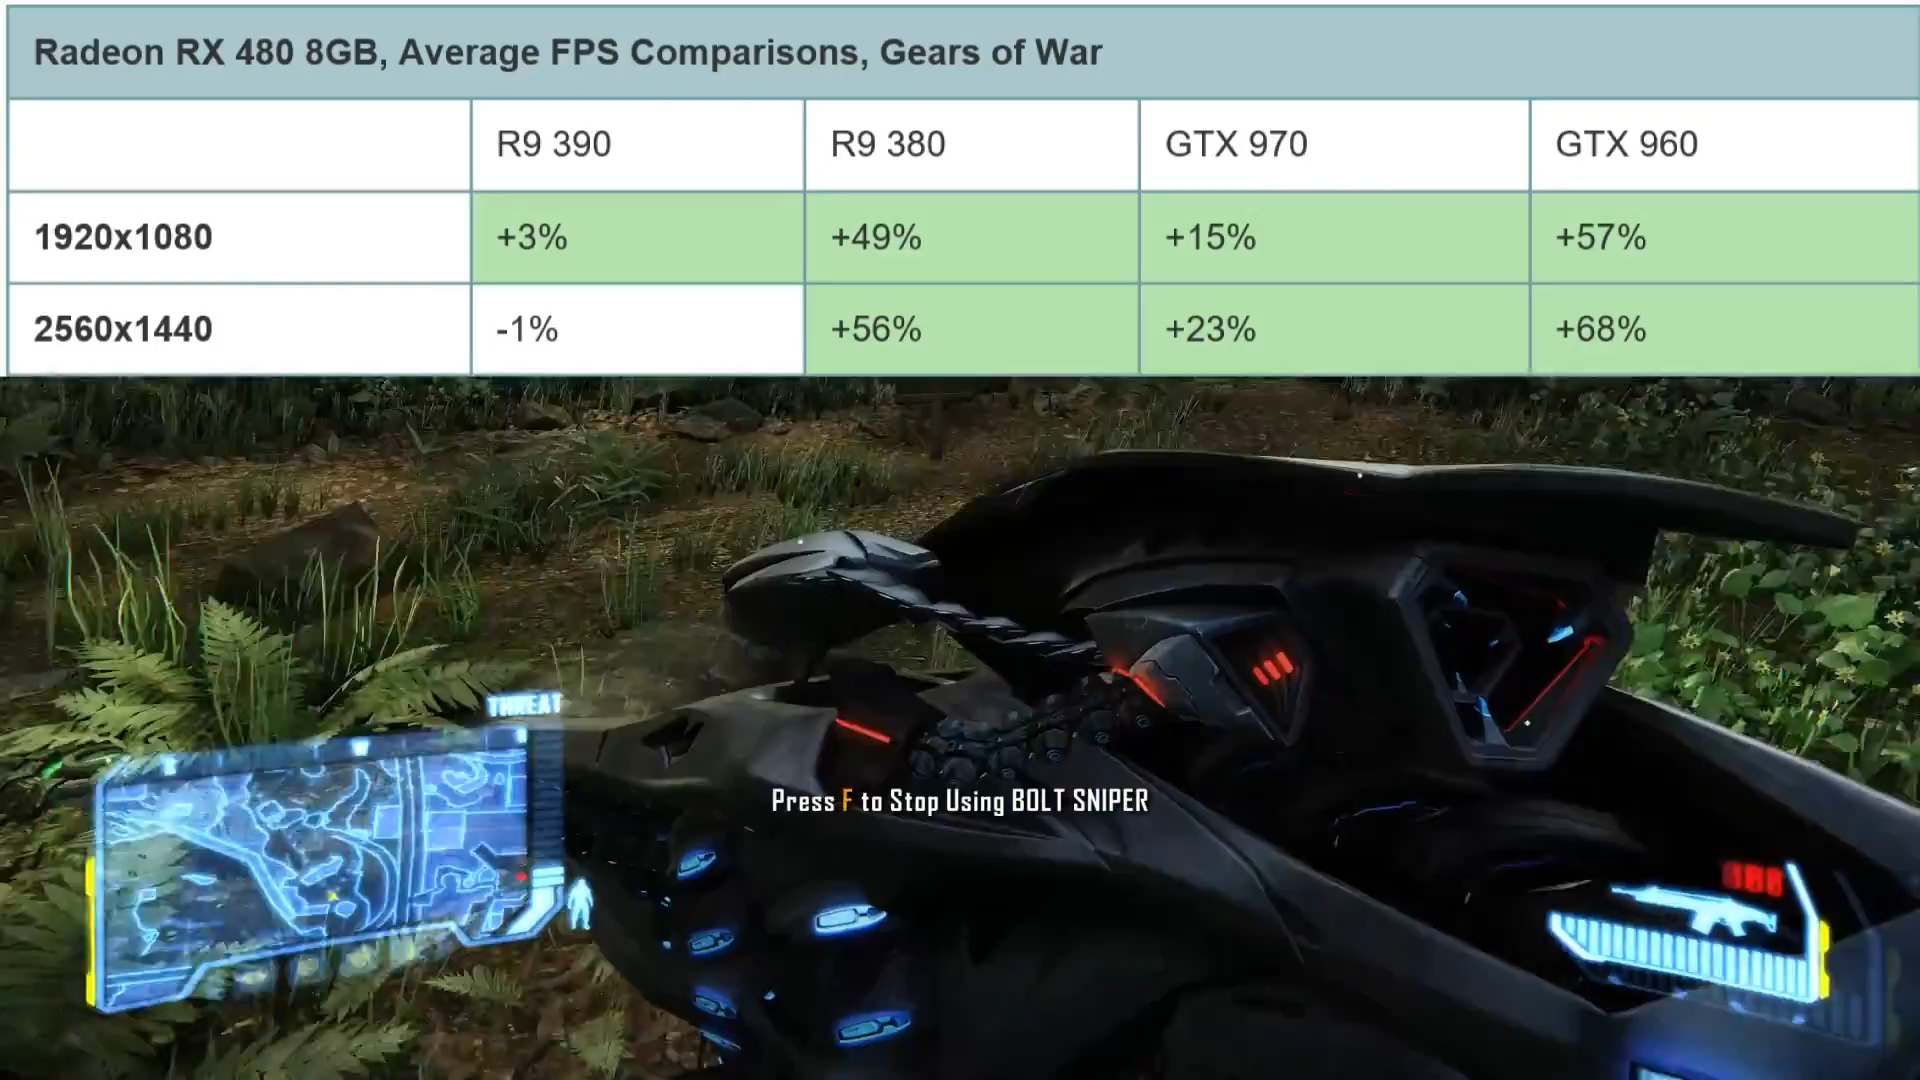 Radeon RX 480 8GB, Average FPS Comparisons, Gears of War
R9 390 R9 380 GTX 970 GTX 960
1920x1080 +3% +49% +15% +57%
2560x1440 -1% +56% +23% +68%
THREAT
Press F to Stop Using BOLT SNIPER